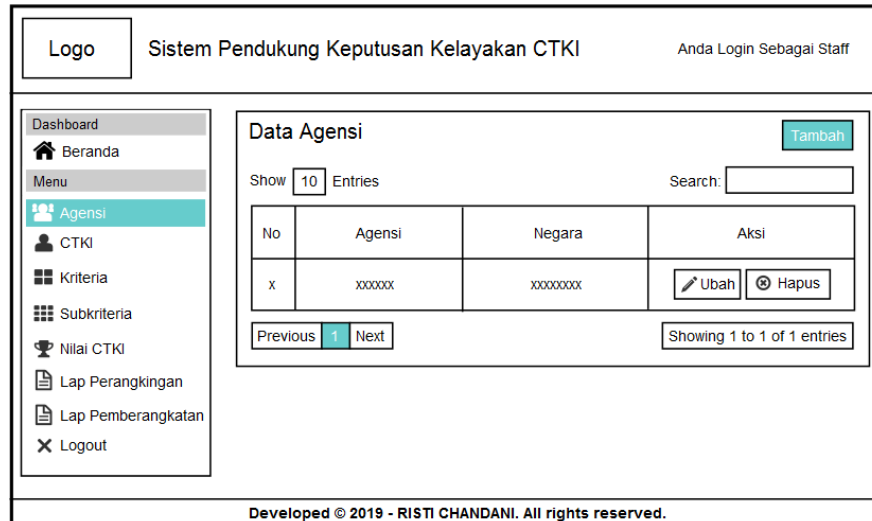 Logo
Sistem Pendukung Keputusan Kelayakan CTKI
Anda Login Sebagai Staff
Dashboard
Beranda
Menu
Agensi
CTKI
Kriteria
Subkriteria
Nilai CTKI
Lap Perangkingan
Lap Pemberangkatan
Logout
Data Agensi
Tambah
Show 10 Entries
Search:
No Agensi Negara Aksi
x xxxxxx xxxxxxxx Ubah Hapus
Previous 1 Next
Showing 1 to 1 of 1 entries
Developed © 2019 - RISTI CHANDANI. All rights reserved.